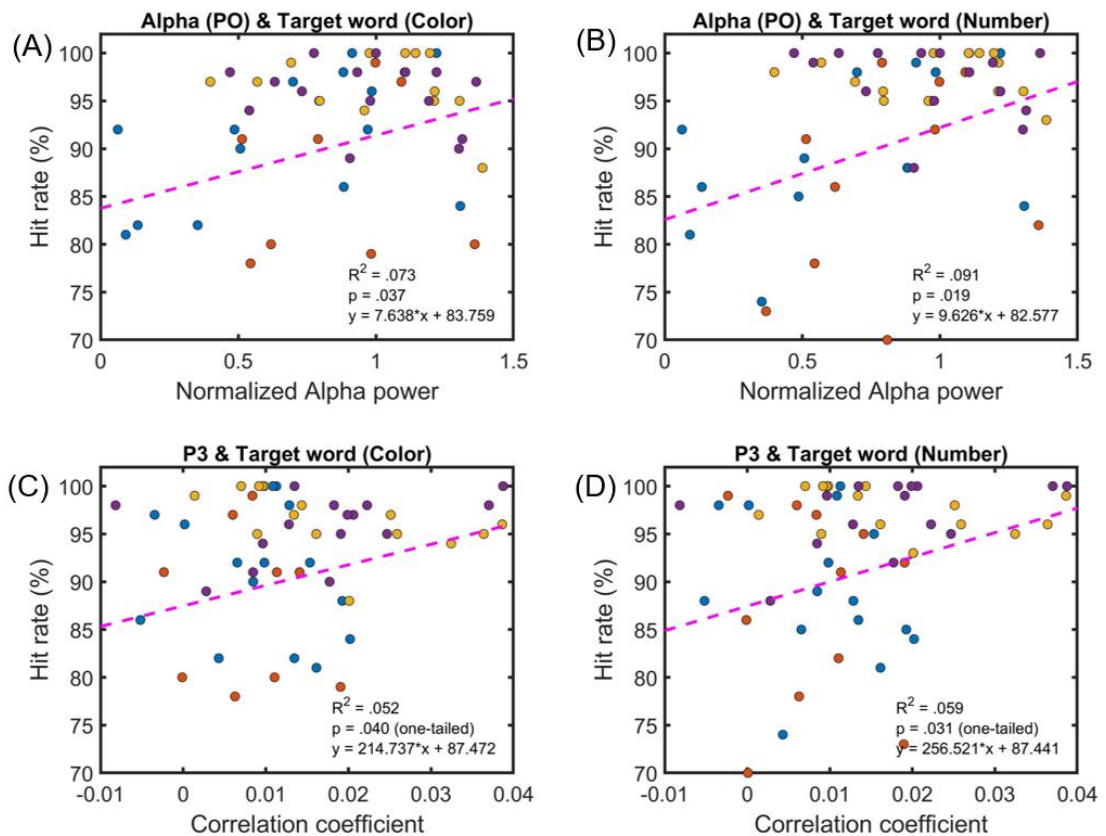 (A)
Alpha (PO) & Target word (Color)
100
95
90
85
80
75
70
Hit rate (%)
R² = .073
p = .037
y = 7.638*x + 83.759
0 0.5 1 1.5
Normalized Alpha power
(B)
Alpha (PO) & Target word (Number)
100
95
90
85
80
75
70
Hit rate (%)
R² = .091
p = .019
y = 9.626*x + 82.577
0 0.5 1 1.5
Normalized Alpha power
(C)
P3 & Target word (Color)
100
95
90
85
80
75
70
Hit rate (%)
R² = .052
p = .040 (one-tailed)
y = 214.737*x + 87.472
-0.01 0 0.01 0.02 0.03 0.04
Correlation coefficient
(D)
P3 & Target word (Number)
100
95
90
85
80
75
70
Hit rate (%)
R² = .059
p = .031 (one-tailed)
y = 256.521*x + 87.441
-0.01 0 0.01 0.02 0.03 0.04
Correlation coefficient